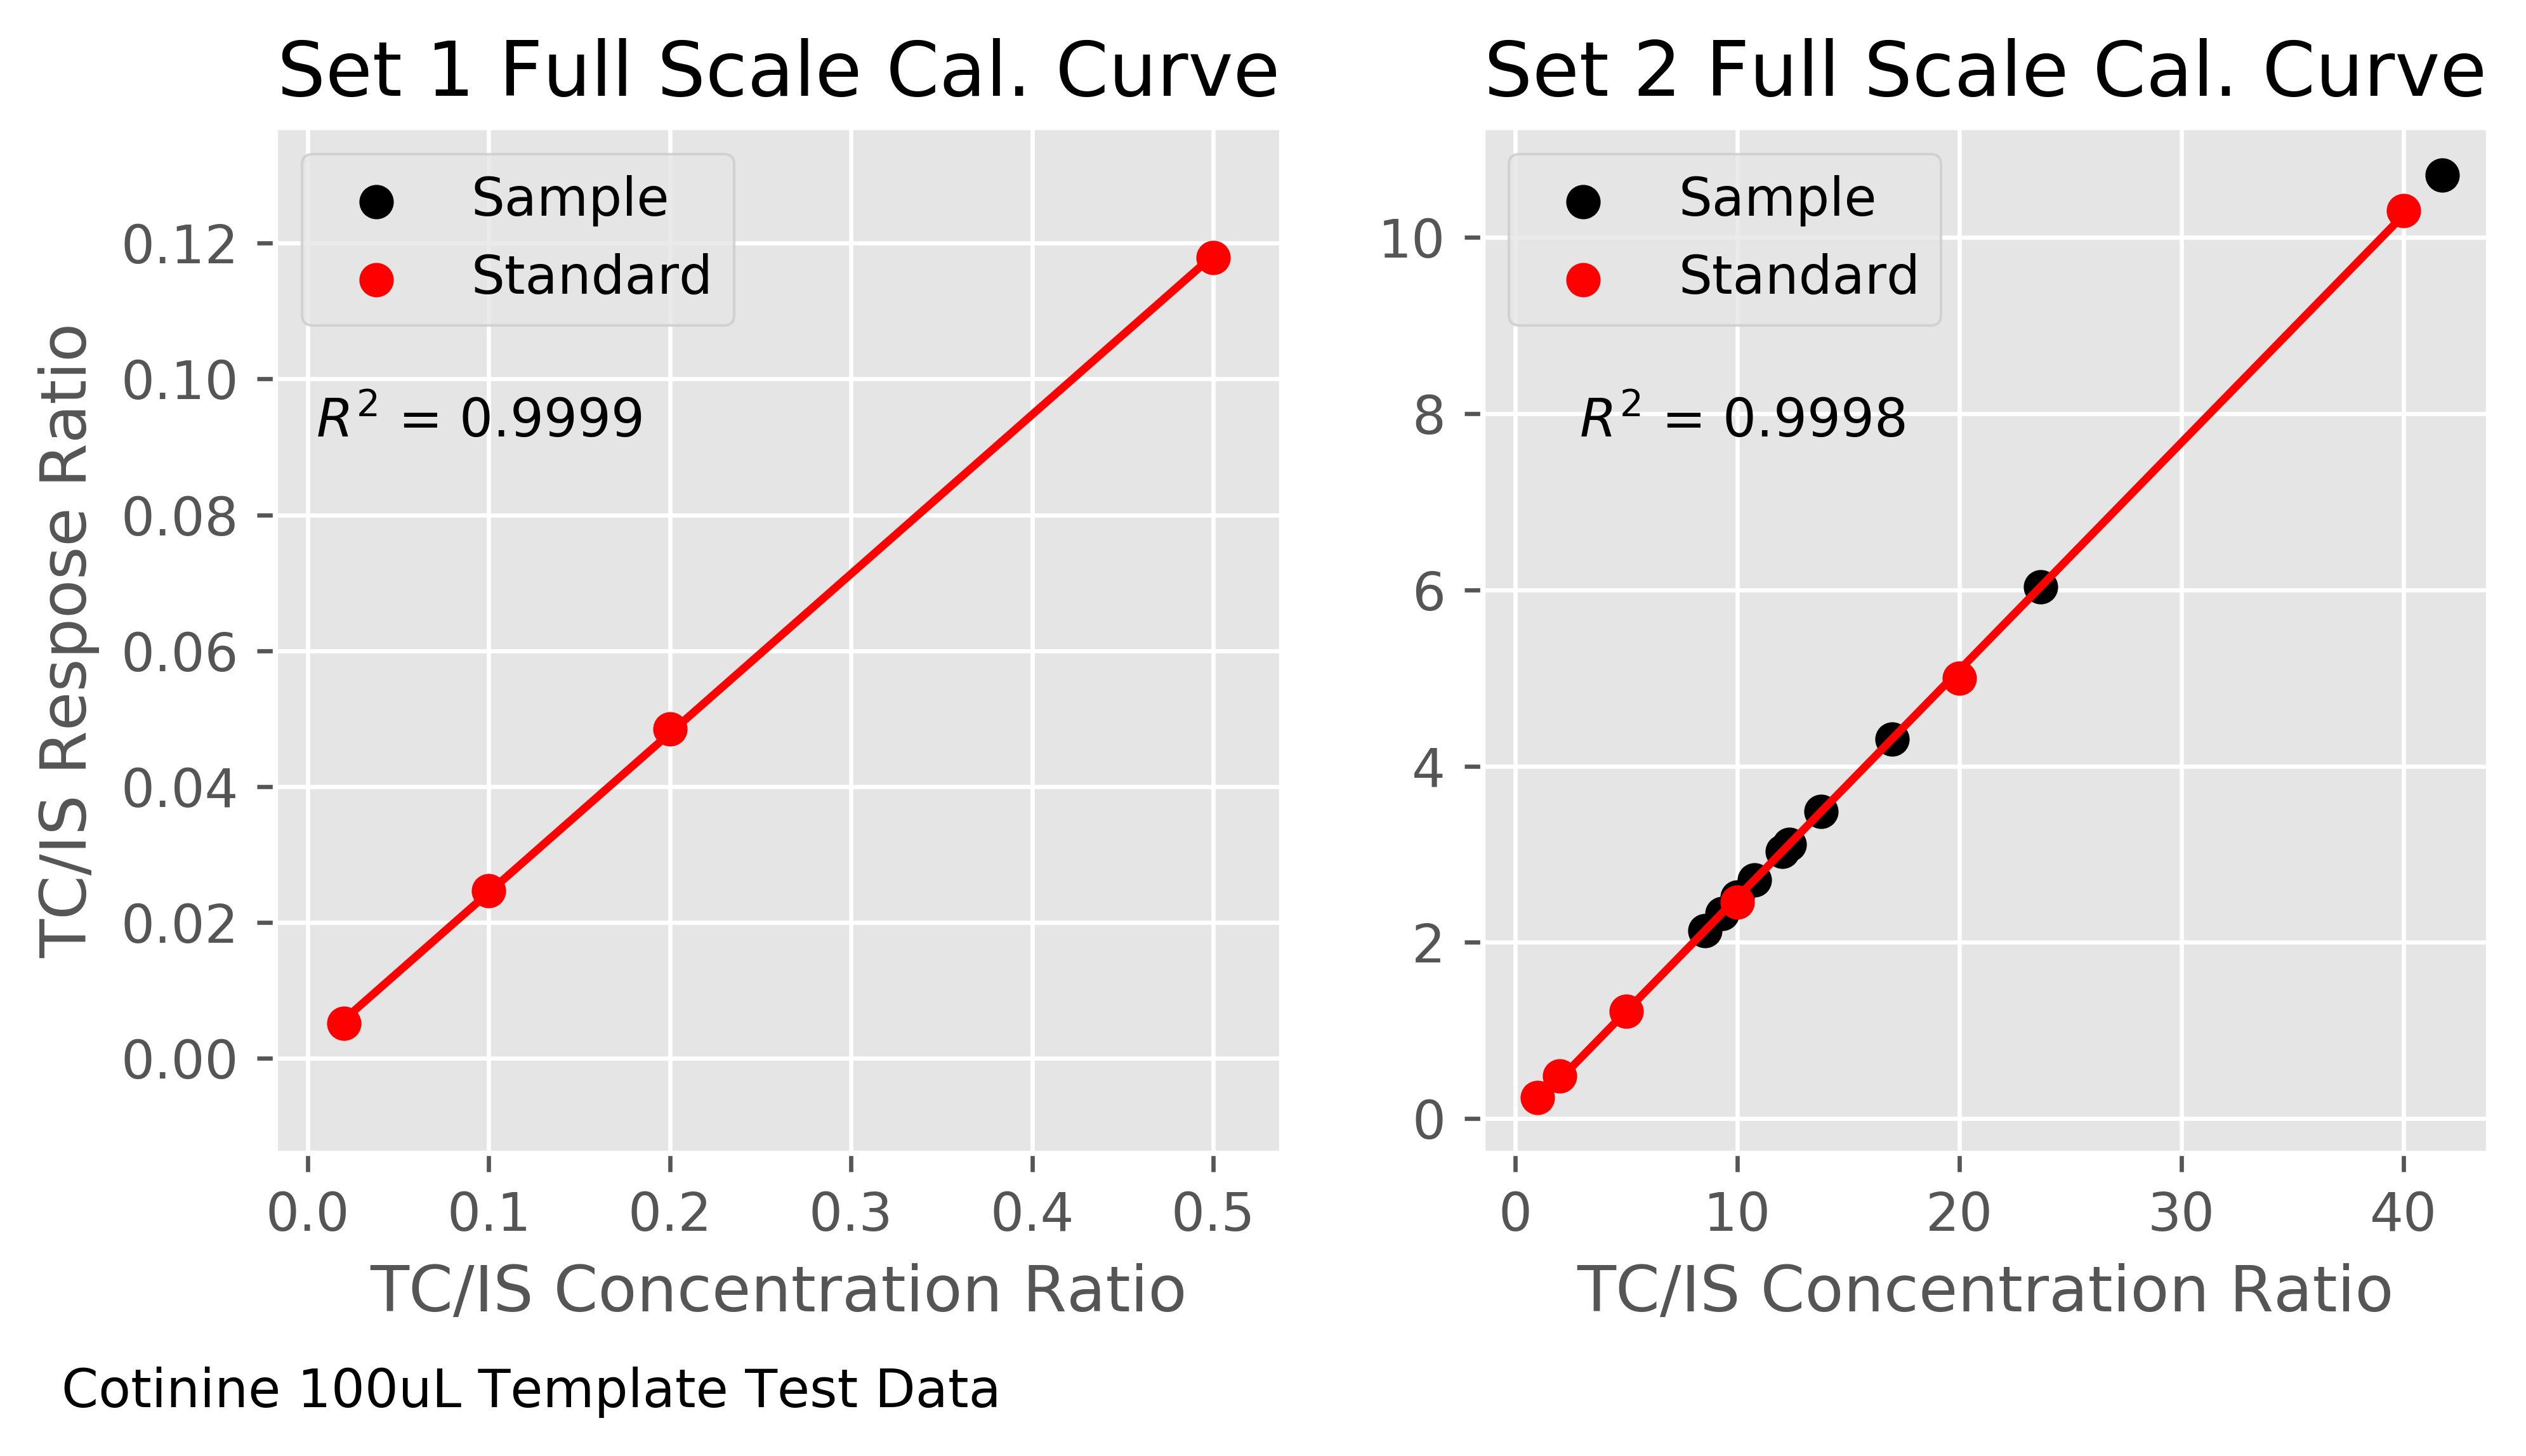 Set 1 Full Scale Cal. Curve
Sample
Standard
R² = 0.9999
0.12
0.10
0.08
0.06
0.04
0.02
0.00
TC/IS Respose Ratio
0.0 0.1 0.2 0.3 0.4 0.5
TC/IS Concentration Ratio
Set 2 Full Scale Cal. Curve
Sample
Standard
R² = 0.9998
10
8
6
4
2
0
0 10 20 30 40
TC/IS Concentration Ratio
Cotinine 100uL Template Test Data